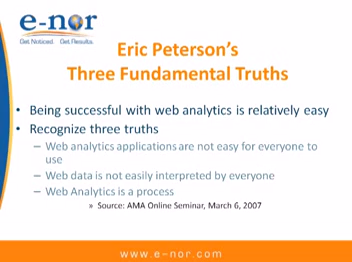 e-nor
Get Noticed. Get Results.
Eric Peterson's
Three Fundamental Truths
• Being successful with web analytics is relatively easy
• Recognize three truths
– Web analytics applications are not easy for everyone to
use
– Web data is not easily interpreted by everyone
– Web Analytics is a process
» Source: AMA Online Seminar, March 6, 2007
www.e-nor.com